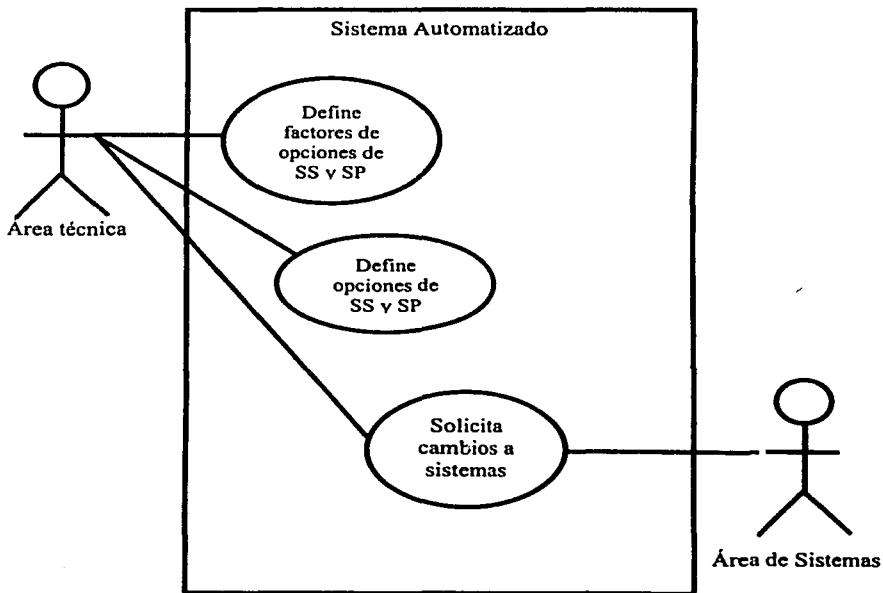 Sistema Automatizado
Define
factores de
opciones de
SS y SP
Área técnica
Define
opciones de
SS y SP
Solicita
cambios a
sistemas
Área de Sistemas